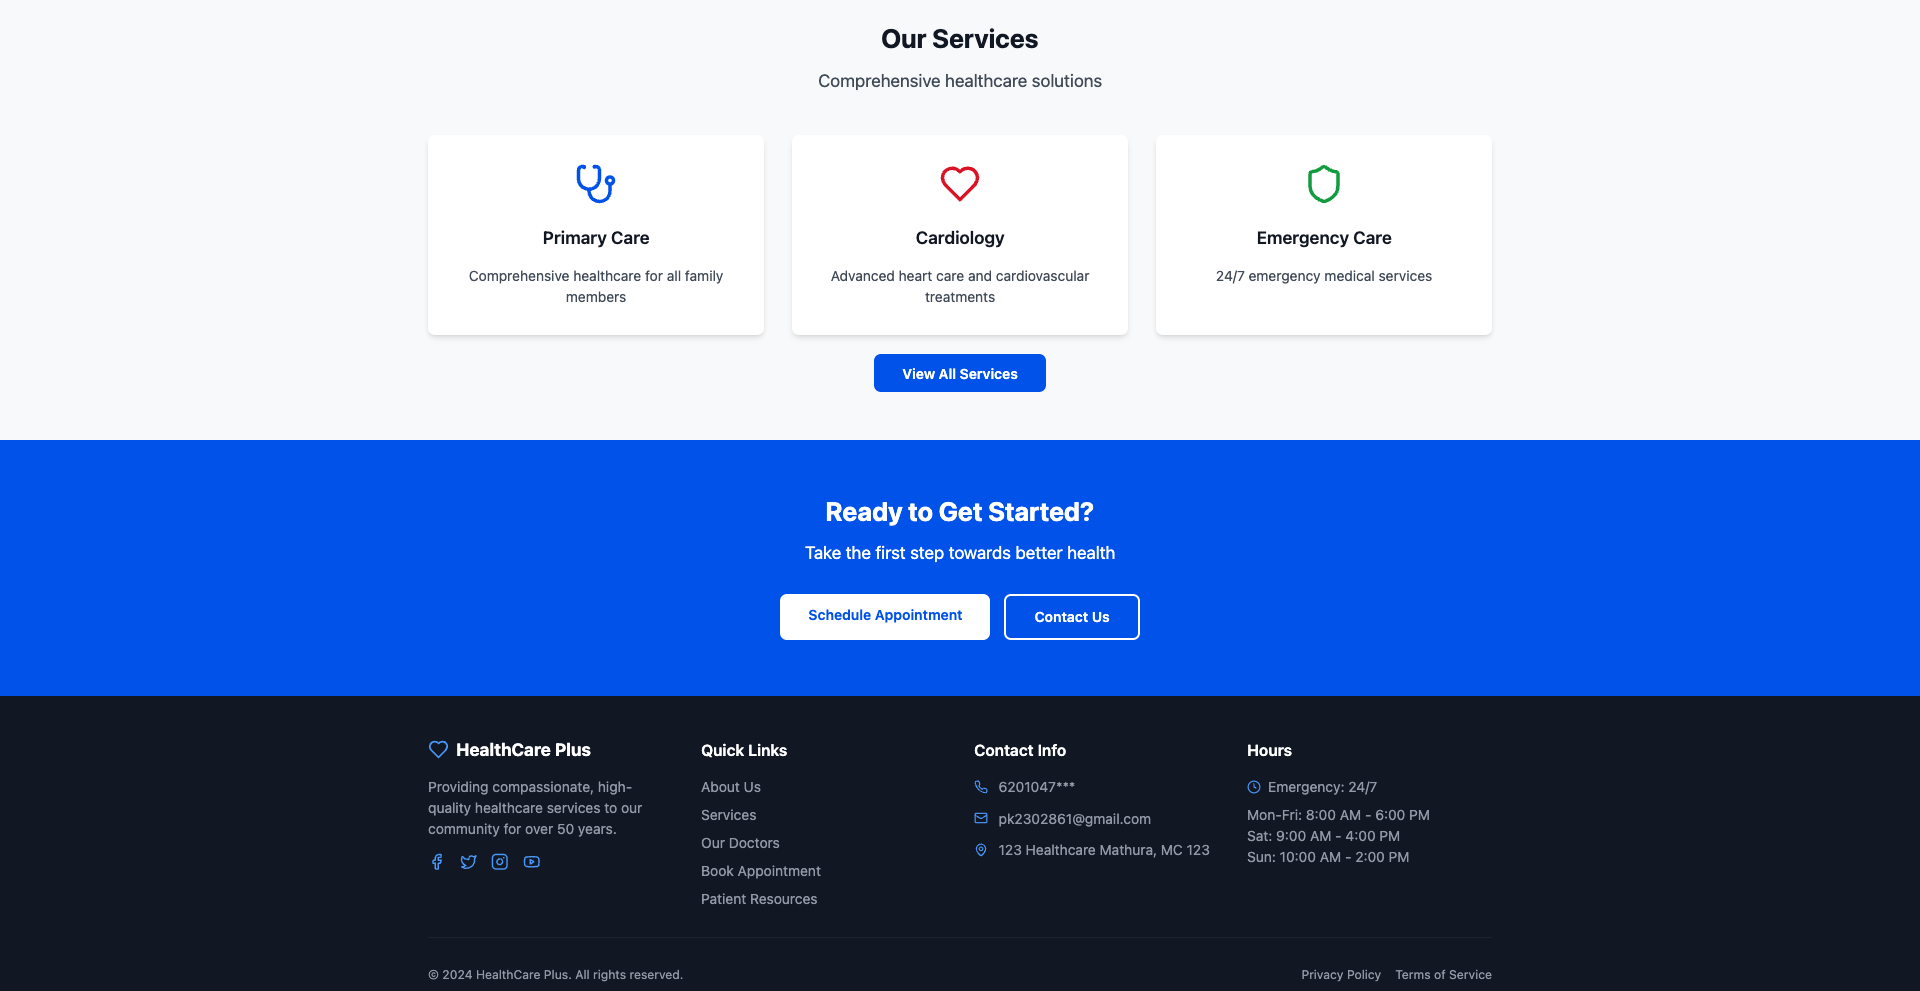 Our Services
Comprehensive healthcare solutions
Primary Care
Comprehensive healthcare for all family
members
Cardiology
Advanced heart care and cardiovascular
treatments
Emergency Care
24/7 emergency medical services
View All Services
Ready to Get Started?
Take the first step towards better health
Schedule Appointment
Contact Us
HealthCare Plus
Providing compassionate, high-
quality healthcare services to our
community for over 50 years.
Quick Links
About Us
Services
Our Doctors
Book Appointment
Patient Resources
Contact Info
6201047***
pk2302861@gmail.com
123 Healthcare Mathura, MC 123
Hours
Emergency: 24/7
Mon-Fri: 8:00 AM - 6:00 PM
Sat: 9:00 AM - 4:00 PM
Sun: 10:00 AM - 2:00 PM
© 2024 HealthCare Plus. All rights reserved.
Privacy Policy
Terms of Service